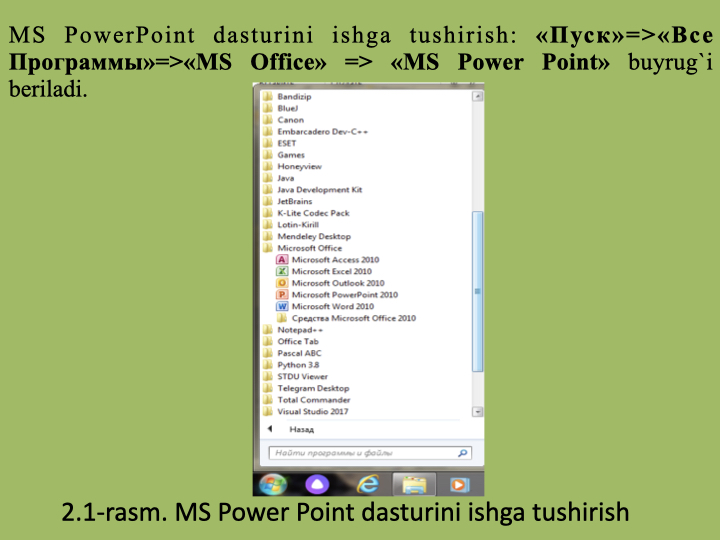 MS PowerPoint dasturini ishga tushirish: «Пуск»=>«Все
Программы»=>«MS Office» => «MS Power Point» buyrug`i
beriladi.
Bandizip
BlueJ
Canon
Embarcadero Dev-C++
ESET
Games
Honeyview
Java
Java Development Kit
JetBrains
K-Lite Codec Pack
Lotin-Kirill
Mendeley Desktop
Microsoft Office
Microsoft Access 2010
Microsoft Excel 2010
Microsoft Outlook 2010
Microsoft PowerPoint 2010
Microsoft Word 2010
Средства Microsoft Office 2010
Notepad++
Office Tab
Pascal ABC
Python 3.8
STDU Viewer
Telegram Desktop
Total Commander
Visual Studio 2017
Назад
Найти программы и файлы
2.1-rasm. MS Power Point dasturini ishga tushirish